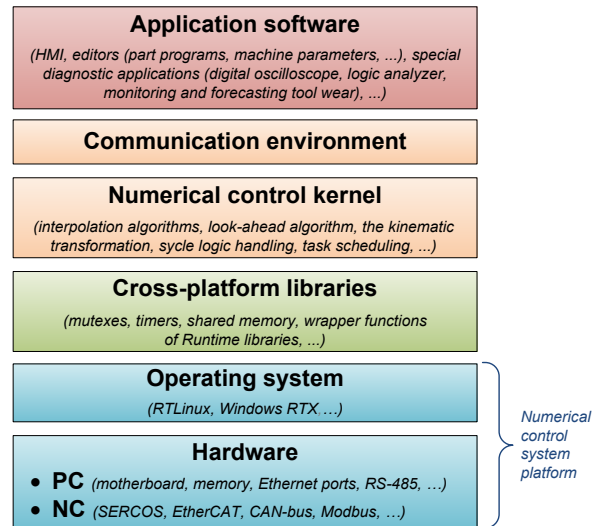 Application software
(HMI, editors (part programs, machine parameters, ...), special
diagnostic applications (digital oscilloscope, logic analyzer,
monitoring and forecasting tool wear), ...)
Communication environment
Numerical control kernel
(interpolation algorithms, look-ahead algorithm, the kinematic
transformation, sycle logic handling, task scheduling, ...)
Cross-platform libraries
(mutexes, timers, shared memory, wrapper functions
of Runtime libraries, ...)
Operating system
(RTLinux, Windows RTX, ...)
Hardware
• PC (motherboard, memory, Ethernet ports, RS-485, ...)
• NC (SERCOS, EtherCAT, CAN-bus, Modbus, ...)
Numerical
control
system
platform